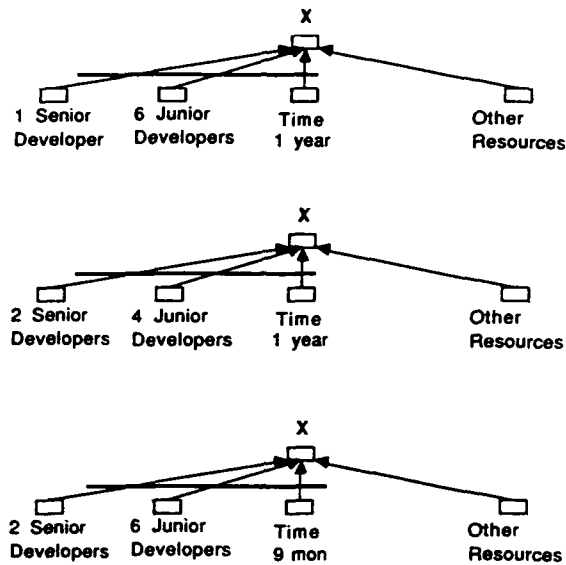 X
1 Senior 6 Junior Time Other
Developer Developers 1 year Resources
X
2 Senior 4 Junior Time Other
Developers Developers 1 year Resources
X
2 Senior 6 Junior Time Other
Developers Developers 9 mon Resources